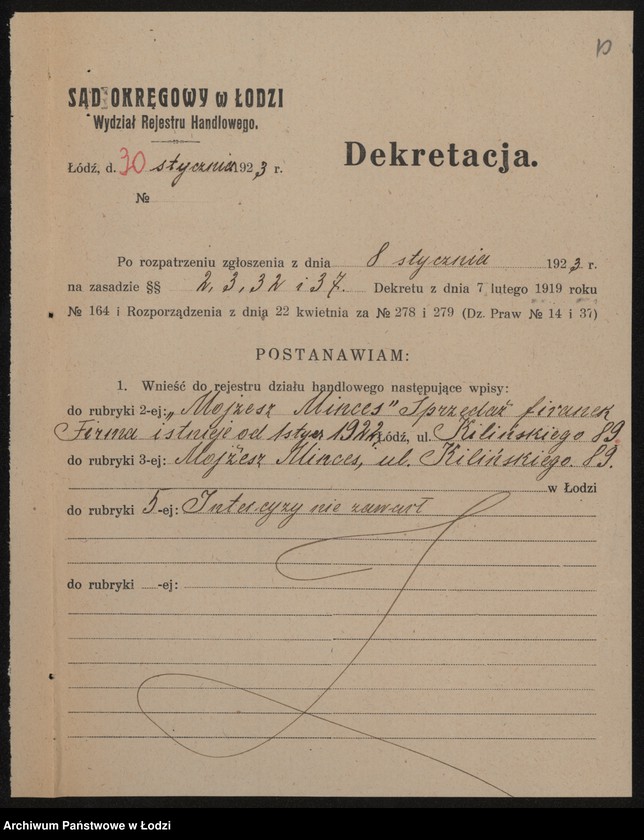 SĄD OKRĘGOWY w ŁODZI
Wydział Rejestru Handlowego.
Łódź, d. 30 stycznia 1923 r.
№
Dekretacja.
Po rozpatrzeniu zgłoszenia z dnia 8 stycznia 1923 r.
na zasadzie §§ 2, 3, 32 i 37. Dekretu z dnia 7 lutego 1919 roku
№ 164 i Rozporządzenia z dnia 22 kwietnia za № 278 i 279 (Dz. Praw № 14 i 37)
POSTANAWIAM:
1. Wnieść do rejestru działu handlowego następujące wpisy:
do rubryki 2-ej: „Mojżesz Minces" Sprzedaż firanek
Firma istnieje od 1 stycz 1922 r. Łódź, ul. Kilińskiego 89.
do rubryki 3-ej: Mojżesz Minces, ul. Kilińskiego. 89.
w Łodzi
do rubryki 5-ej: Intercyzy nie zawarł
do rubryki -ej:
Archiwum Państwowe w Łodzi